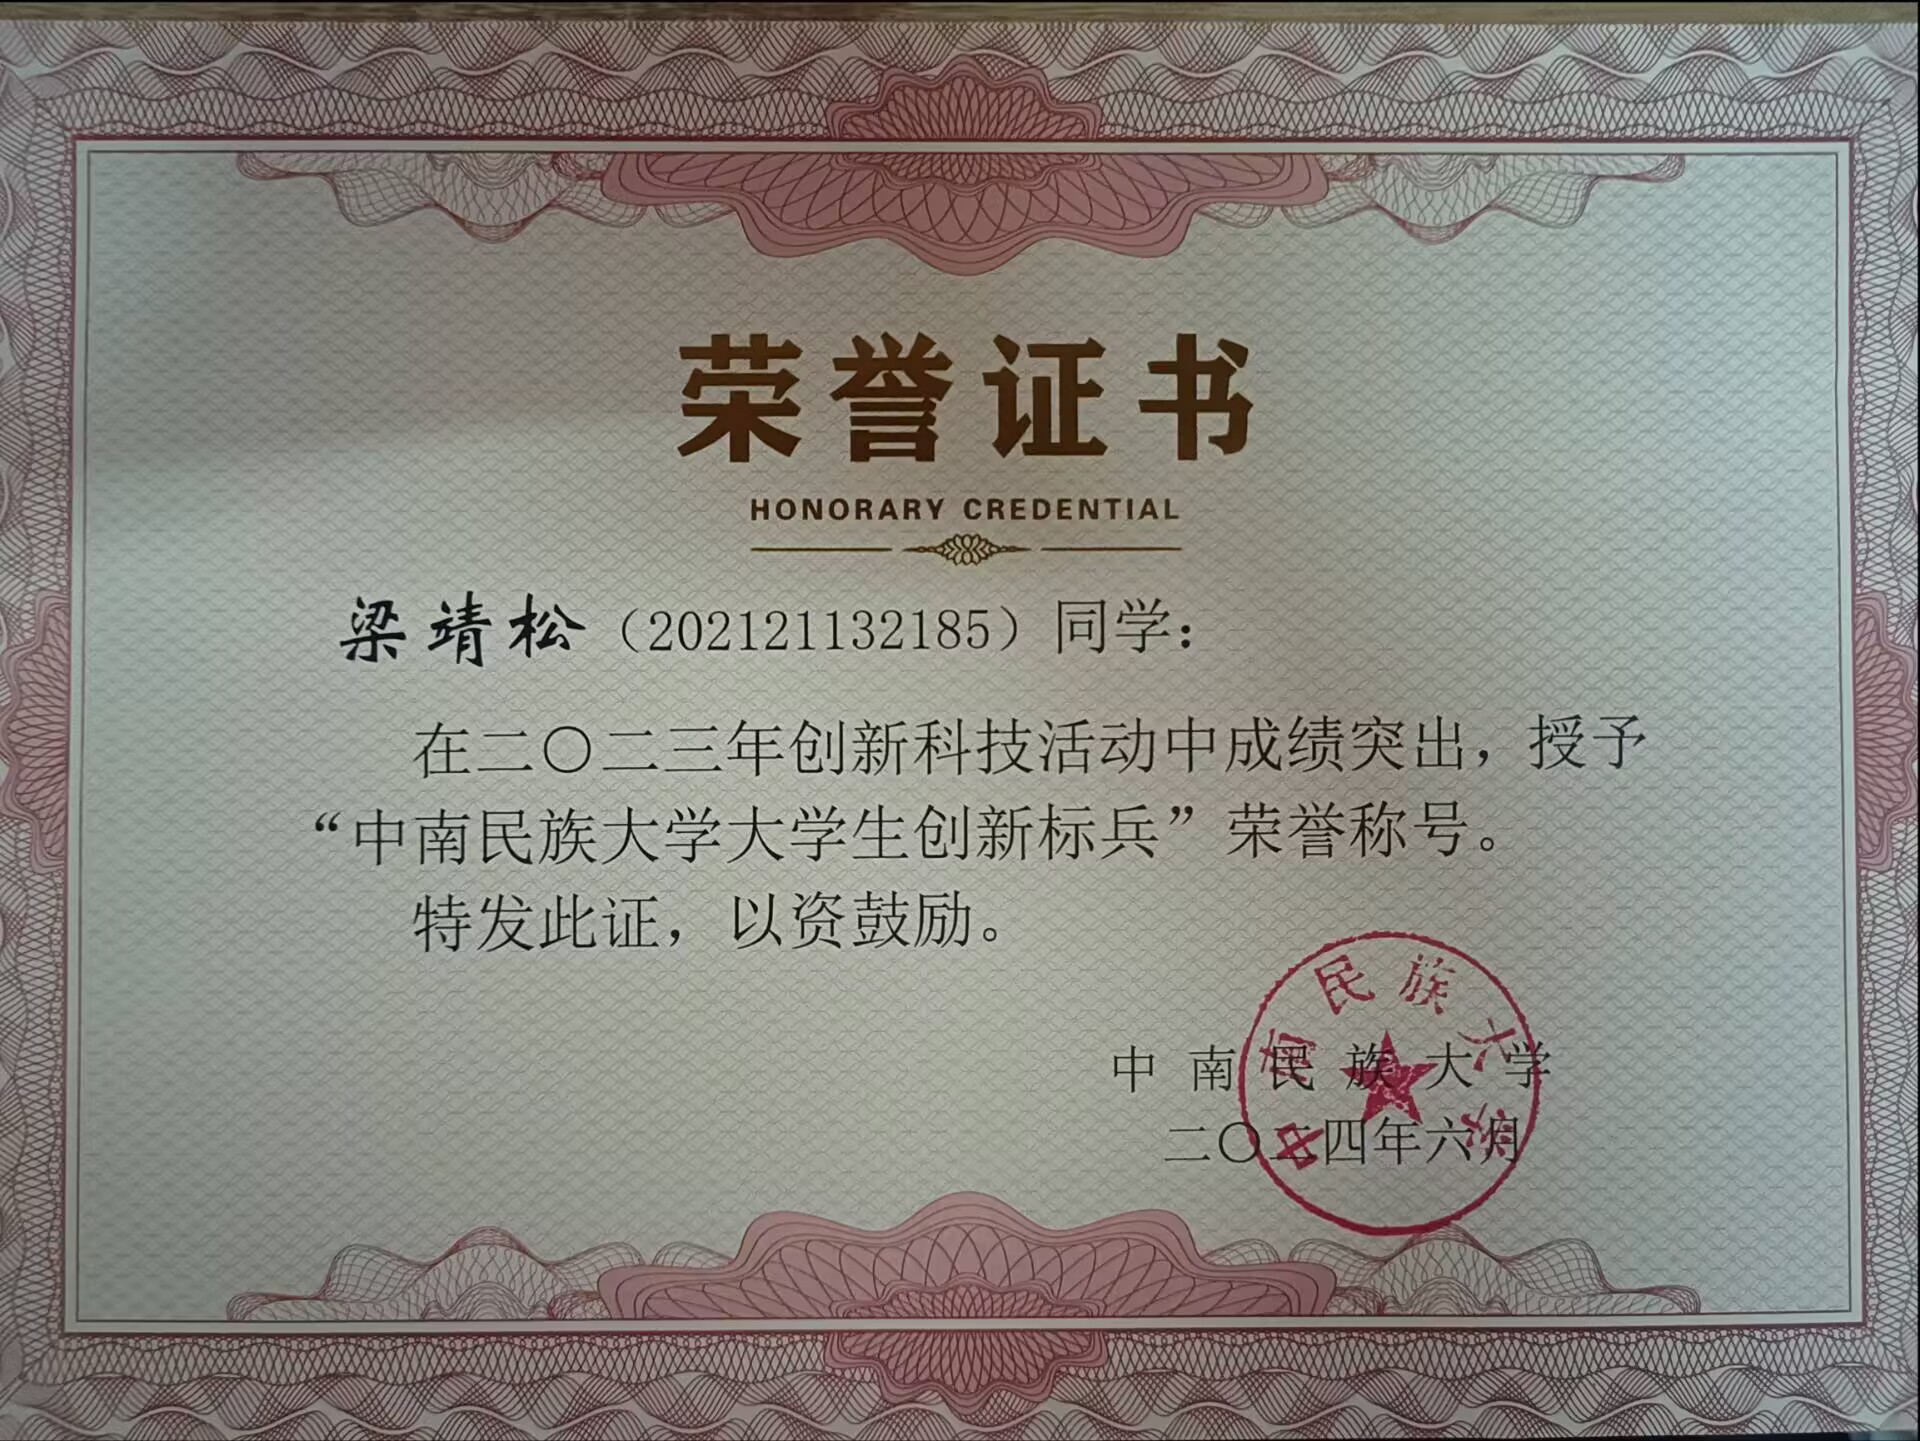 荣誉证书
HONORARY CREDENTIAL
梁靖松（202121132185）同学：
在二〇二三年创新科技活动中成绩突出，授予
“中南民族大学大学生创新标兵”荣誉称号。
特发此证，以资鼓励。
中南民族大学
中南民族大学
二〇二四年六月